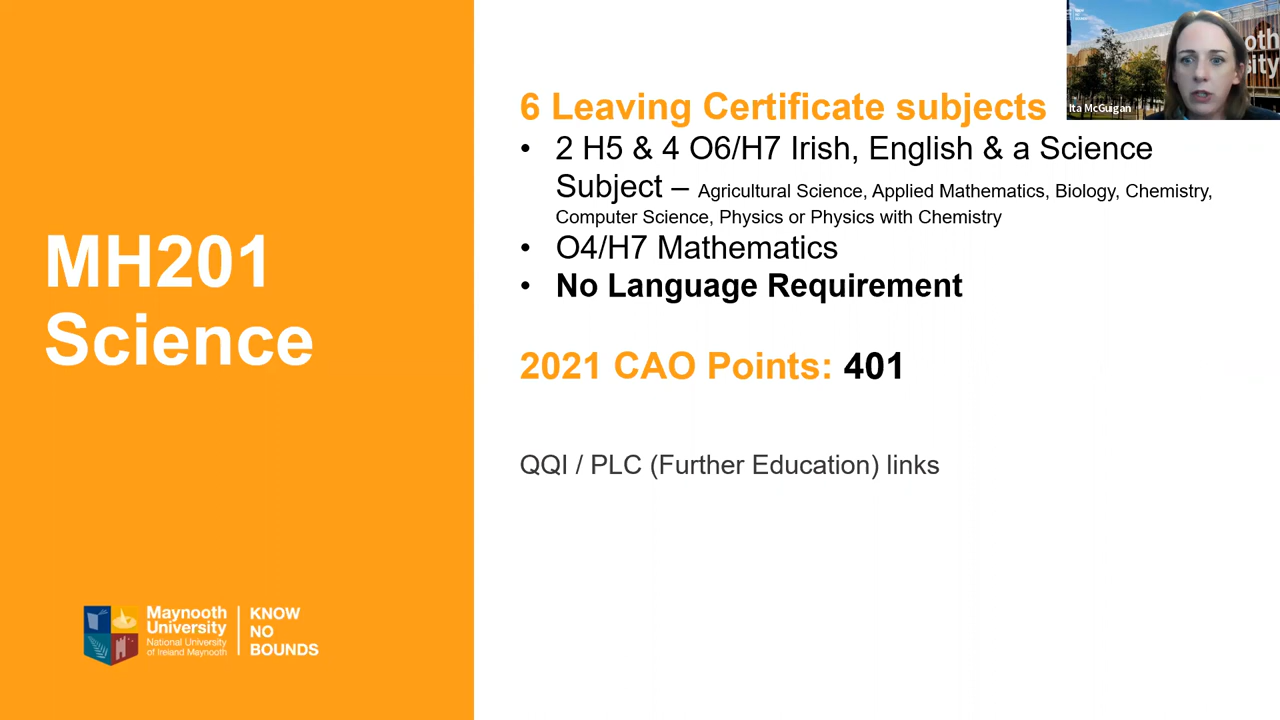 MH201
Science
6 Leaving Certificate subjects
• 2 H5 & 4 O6/H7 Irish, English & a Science
Subject – Agricultural Science, Applied Mathematics, Biology, Chemistry,
Computer Science, Physics or Physics with Chemistry
• O4/H7 Mathematics
• No Language Requirement
2021 CAO Points: 401
QQI / PLC (Further Education) links
Maynooth
University
National University
of Ireland Maynooth
KNOW
NO
BOUNDS
Ita McGuigan
oth
sity